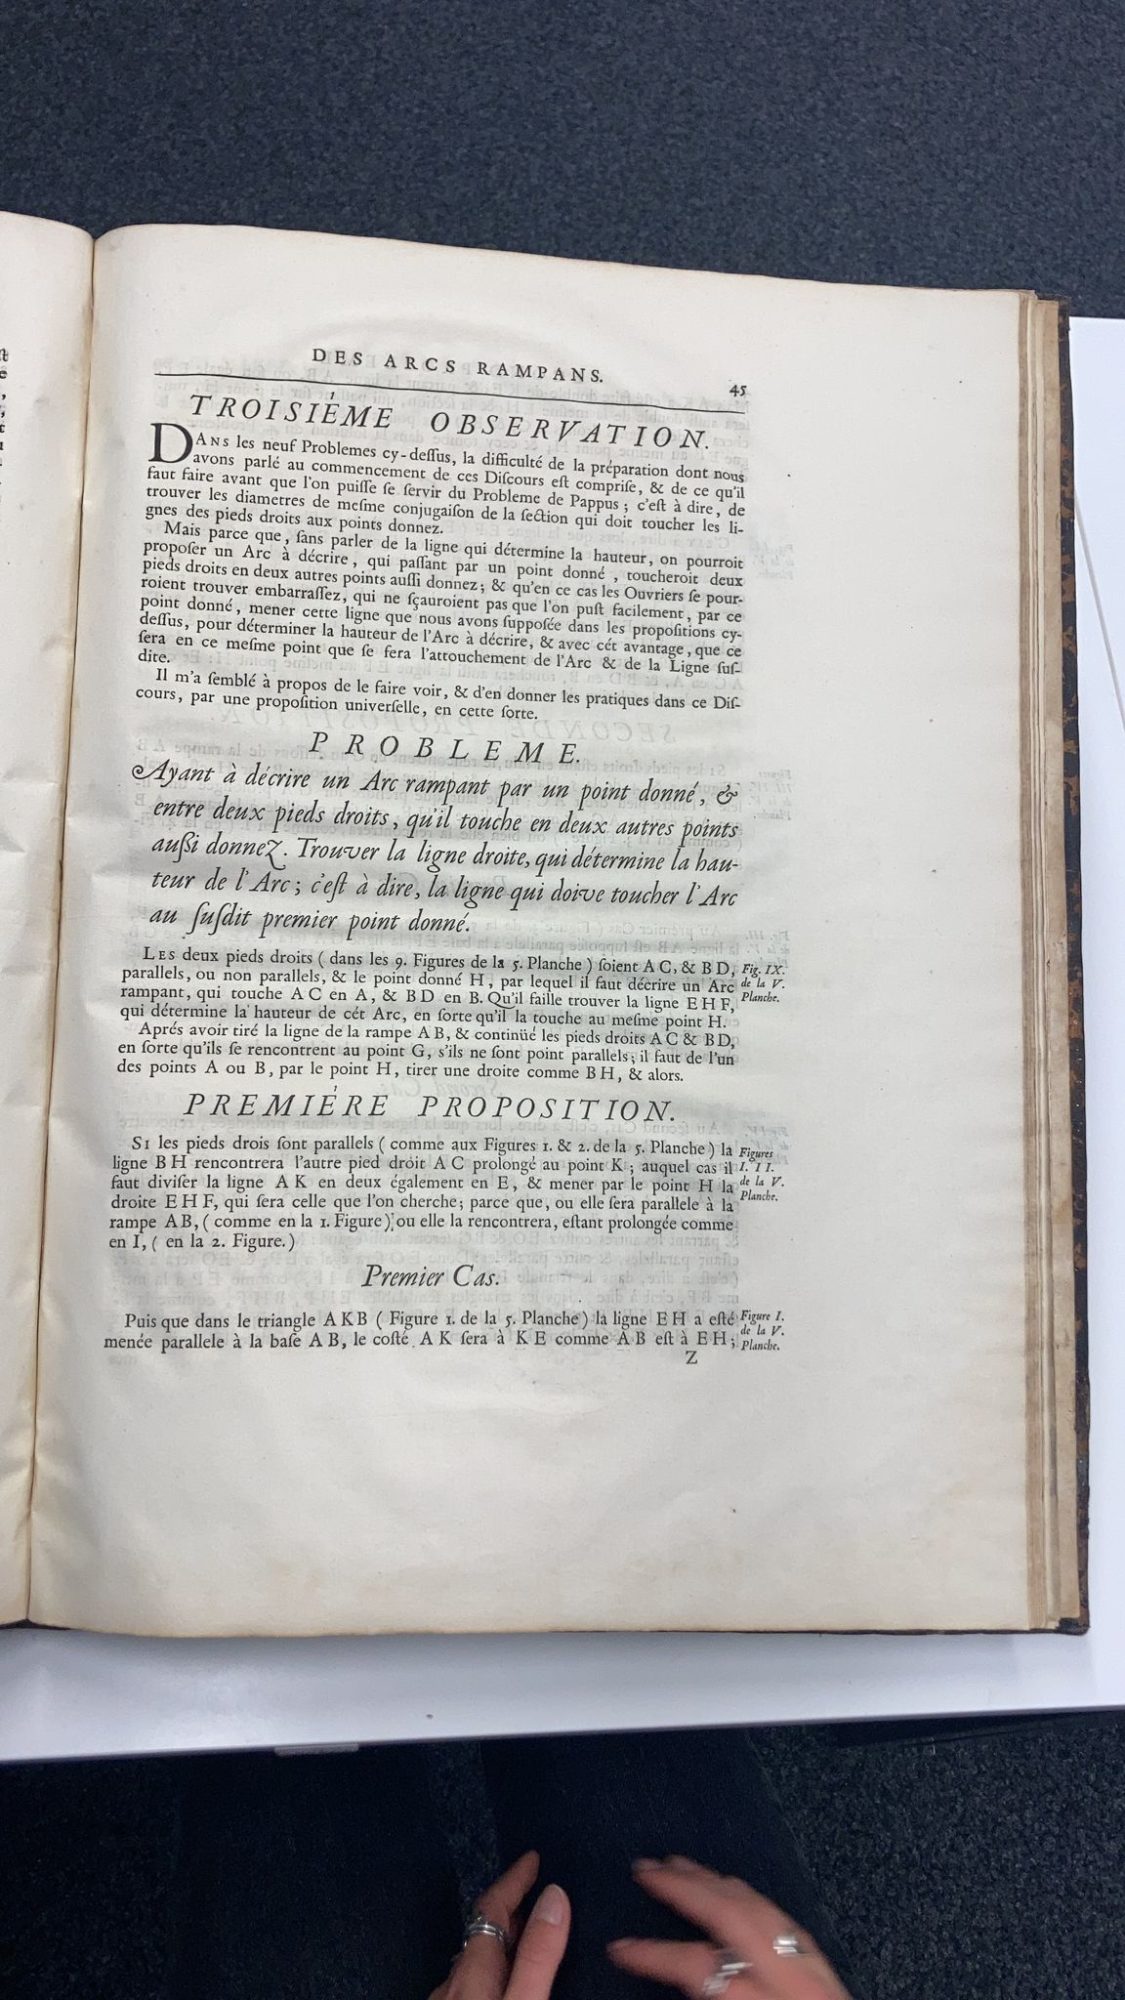 DES ARCS RAMPANS. 45
TROISIÉME OBSERVATION.
DANS les neuf Problemes cy-deſſus, la difficulté de la préparation dont nous
avons parlé au commencement de ces Diſcours eſt compriſe, & de ce qu'il
faut faire avant que l'on puiſſe ſe ſervir du Probleme de Pappus; c'eſt à dire, de
trouver les diametres de meſme conjugaiſon de la ſection qui doit toucher les li-
gnes des pieds droits aux points donnez.
Mais parce que, ſans parler de la ligne qui détermine la hauteur, on pourroit
propoſer un Arc à décrire, qui paſſant par un point donné, toucheroit deux
pieds droits en deux autres points auſſi donnez; & qu'en ce cas les Ouvriers ſe pour-
roient trouver embarraſſez, qui ne ſçauroient pas que l'on puſt facilement, par ce
point donné, mener cette ligne que nous avons ſuppoſée dans les propoſitions cy-
deſſus, pour déterminer la hauteur de l'Arc à décrire, & avec cét avantage, que ce
ſera en ce meſme point que ſe fera l'attouchement de l'Arc & de la Ligne ſuſ-
dite.
Il m'a ſemblé à propos de le faire voir, & d'en donner les pratiques dans ce Diſ-
cours, par une propoſition univerſelle, en cette ſorte.
PROBLEME.
Ayant à décrire un Arc rampant par un point donné, &
entre deux pieds droits, qu'il touche en deux autres points
auſſi donnez. Trouver la ligne droite, qui détermine la hau-
teur de l'Arc; c'eſt à dire, la ligne qui doive toucher l'Arc
au ſuſdit premier point donné.
LES deux pieds droits (dans les 9. Figures de la 5. Planche) ſoient AC, & BD,
parallels, ou non parallels, & le point donné H, par lequel il faut décrire un Arc
rampant, qui touche AC en A, & BD en B. Qu'il faille trouver la ligne EHF,
qui détermine la hauteur de cét Arc, en ſorte qu'il la touche au meſme point H.
Fig. IX.
de la V.
Planche.
Aprés avoir tiré la ligne de la rampe AB, & continüé les pieds droits AC & BD,
en ſorte qu'ils ſe rencontrent au point G, s'ils ne ſont point parallels; il faut de l'un
des points A ou B, par le point H, tirer une droite comme BH, & alors.
PREMIÉRE PROPOSITION.
SI les pieds drois ſont parallels (comme aux Figures 1. & 2. de la 5. Planche) la
ligne BH rencontrera l'autre pied droit AC prolongé au point K; auquel cas il
faut diviſer la ligne AK en deux également en E, & mener par le point H la
droite EHF, qui ſera celle que l'on cherche; parce que, ou elle ſera parallele à la
rampe AB, (comme en la 1. Figure), ou elle la rencontrera, eſtant prolongée comme
en I, (en la 2. Figure.)
Figures
I. II.
de la V.
Planche.
Premier Cas.
Puis que dans le triangle AKB (Figure 1. de la 5. Planche) la ligne EH a eſté
menée parallele à la baſe AB, le coſté AK ſera à KE comme AB eſt à EH;
Figure I.
de la V.
Planche.
Z